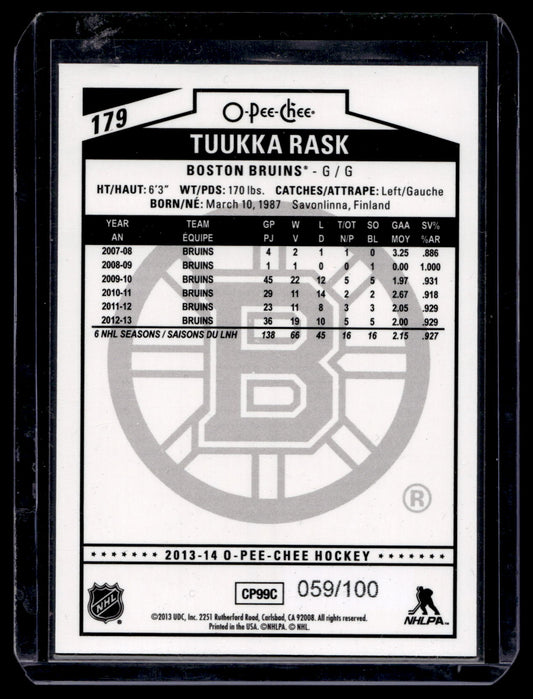 179
O-Pee-Chee
TUUKKA RASK
BOSTON BRUINS® - G / G
HT/HAUT: 6'3" WT/PDS: 170 lbs. CATCHES/ATTRAPE: Left/Gauche
BORN/NÉ: March 10, 1987 Savonlinna, Finland
YEAR TEAM GP W L T/OT SO GAA SV%
AN ÉQUIPE PJ V D N/P BL MOY %AR
2007-08 BRUINS 4 2 1 1 0 3.25 .886
2008-09 BRUINS 1 1 0 0 1 0.00 1.000
2009-10 BRUINS 45 22 12 5 5 1.97 .931
2010-11 BRUINS 29 11 14 2 2 2.67 .918
2011-12 BRUINS 23 11 8 3 3 2.05 .929
2012-13 BRUINS 36 19 10 5 5 2.00 .929
6 NHL SEASONS / SAISONS DU LNH 138 66 45 16 16 2.15 .927
B
®
2013-14 O-PEE-CHEE HOCKEY
NHL
CP99C 059/100
NHLPA
©2013 UDC, Inc. 2251 Rutherford Road, Carlsbad, CA 92008. All rights reserved.
Printed in the USA. ©NHLPA. © NHL.